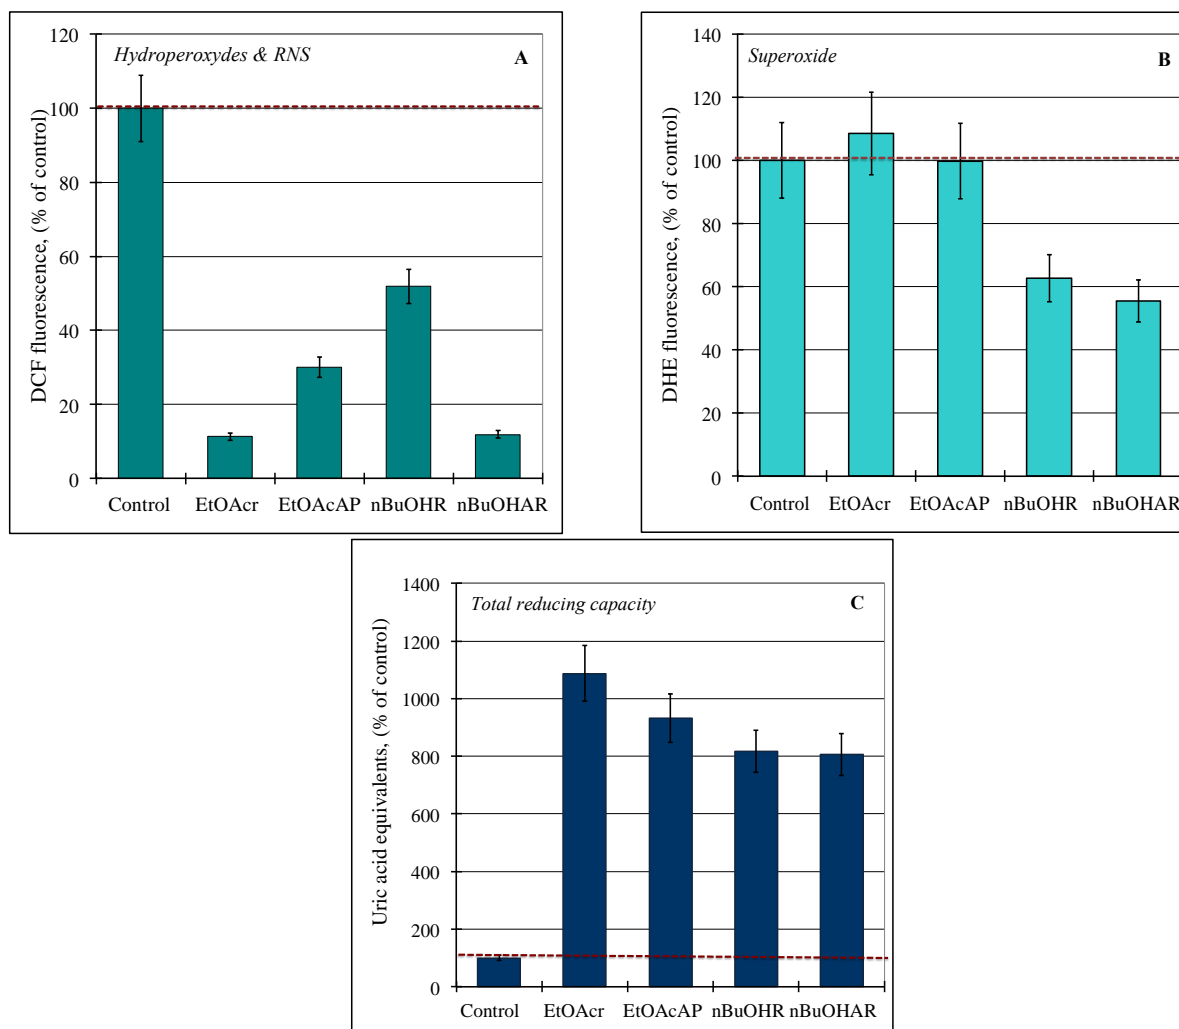 Hydroperoxydes & RNS
A
DCF fluorescence, (% of control)
120
100
80
60
40
20
0
Control EtOAcr EtOAcAP nBuOHR nBuOHAR
Superoxide
B
DHE fluorescence, (% of control)
140
120
100
80
60
40
20
0
Control EtOAcr EtOAcAP nBuOHR nBuOHAR
Total reducing capacity
C
Uric acid equivalents, (% of control)
1400
1200
1000
800
600
400
200
0
Control EtOAcr EtOAcAP nBuOHR nBuOHAR